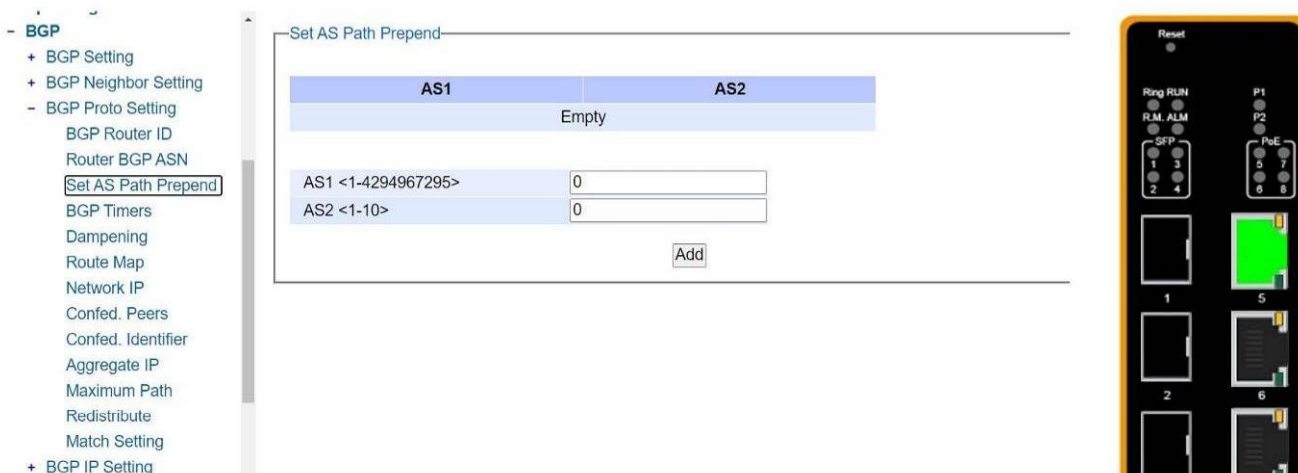 - BGP
+ BGP Setting
+ BGP Neighbor Setting
- BGP Proto Setting
BGP Router ID
Router BGP ASN
Set AS Path Prepend
BGP Timers
Dampening
Route Map
Network IP
Confed. Peers
Confed. Identifier
Aggregate IP
Maximum Path
Redistribute
Match Setting
+ BGP IP Setting
Set AS Path Prepend
AS1 AS2
Empty
AS1 <1-4294967295> 0
AS2 <1-10> 0
Add
Reset
Ring RUN P1
R.M. ALM P2
SFP PoE
1 3 5 7
2 4 6 8
1 5
2 6